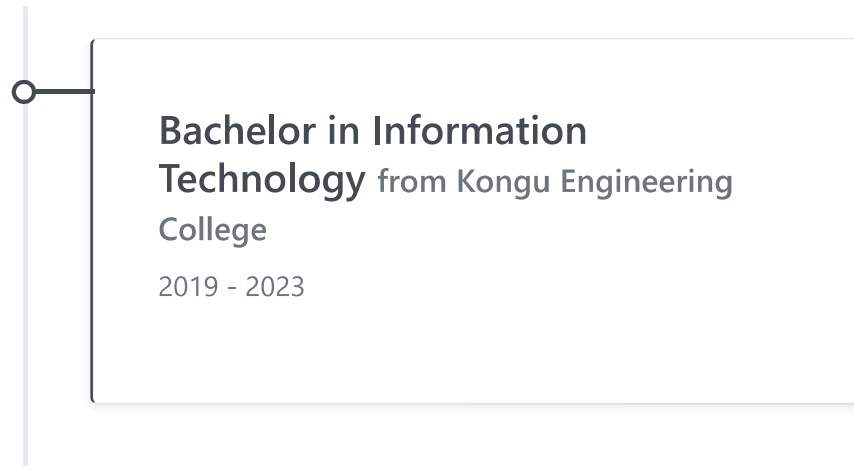 Bachelor in Information
Technology from Kongu Engineering
College
2019 - 2023